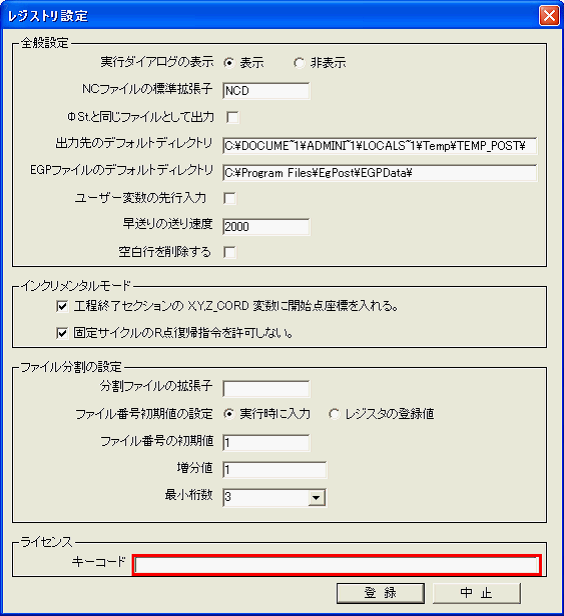 レジストリ設定
全般設定
実行ダイアログの表示 表示 非表示
NCファイルの標準拡張子 NCD
ΦSt.と同じファイルとして出力
出力先のデフォルトディレクトリ C:¥DOCUME~1¥ADMINI~1¥LOCALS~1¥Temp¥TEMP_POST¥
EGPファイルのデフォルトディレクトリ C:¥Program Files¥EgPost¥EGPData¥
ユーザー変数の先行入力
早送りの送り速度 2000
空白行を削除する
インクリメンタルモード
工程終了セクションの X,Y,Z_CORD 変数に開始点座標を入れる。
固定サイクルのR点復帰指令を許可しない。
ファイル分割の設定
分割ファイルの拡張子
ファイル番号初期値の設定 実行時に入力 レジスタの登録値
ファイル番号の初期値 1
増分値 1
最小桁数 3
ライセンス
キーコード
登 録 中 止